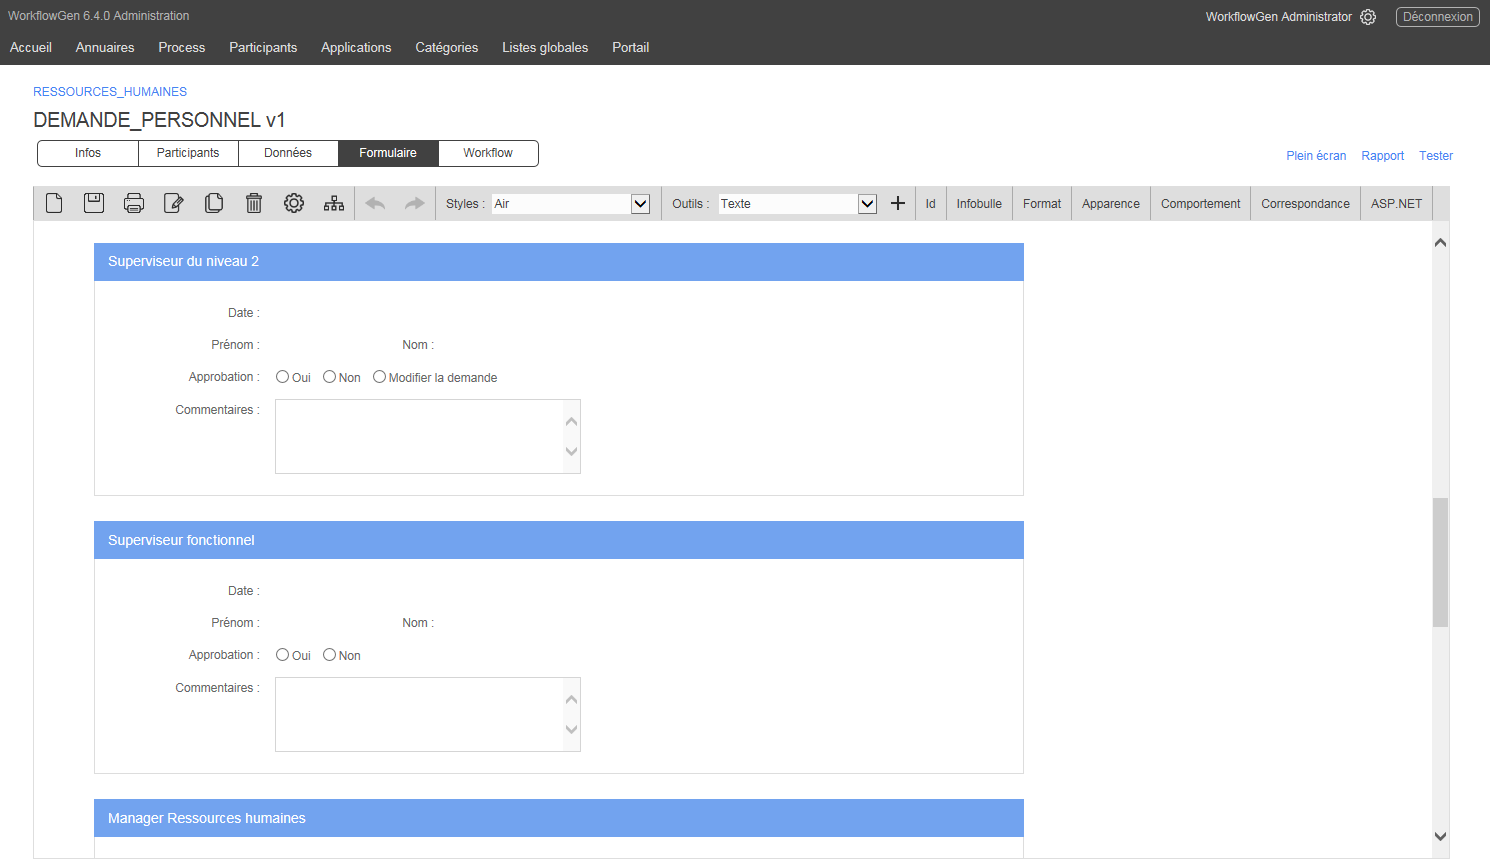 WorkflowGen 6.4.0 Administration
WorkflowGen Administrator Déconnexion
Accueil Annuaires Process Participants Applications Catégories Listes globales Portail
RESSOURCES_HUMAINES
DEMANDE_PERSONNEL v1
Infos Participants Données Formulaire Workflow
Plein écran Rapport Tester
Styles : Air Outils : Texte Id Infobulle Format Apparence Comportement Correspondance ASP.NET
Superviseur du niveau 2
Date :
Prénom : Nom :
Approbation : Oui Non Modifier la demande
Commentaires :
Superviseur fonctionnel
Date :
Prénom : Nom :
Approbation : Oui Non
Commentaires :
Manager Ressources humaines